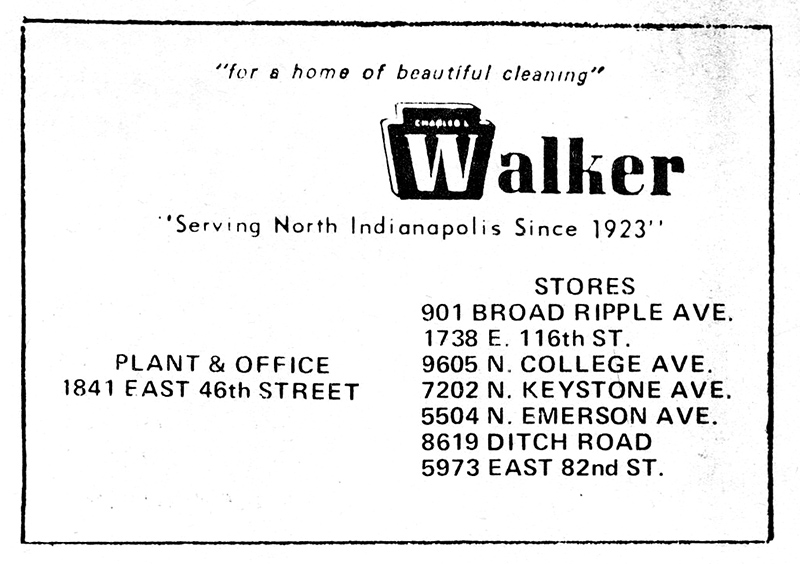 "for a home of beautiful cleaning"
CHARLES L
Walker
"Serving North Indianapolis Since 1923"
PLANT & OFFICE
1841 EAST 46th STREET
STORES
901 BROAD RIPPLE AVE.
1738 E. 116th ST.
9605 N. COLLEGE AVE.
7202 N. KEYSTONE AVE.
5504 N. EMERSON AVE.
8619 DITCH ROAD
5973 EAST 82nd ST.